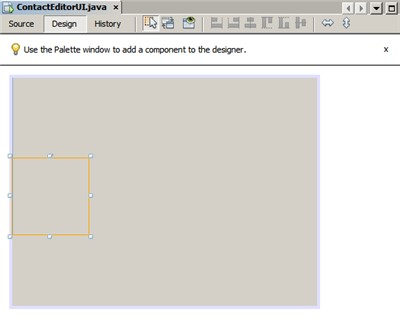 ContactEditorUI.java x
Source Design History
Use the Palette window to add a component to the designer. x